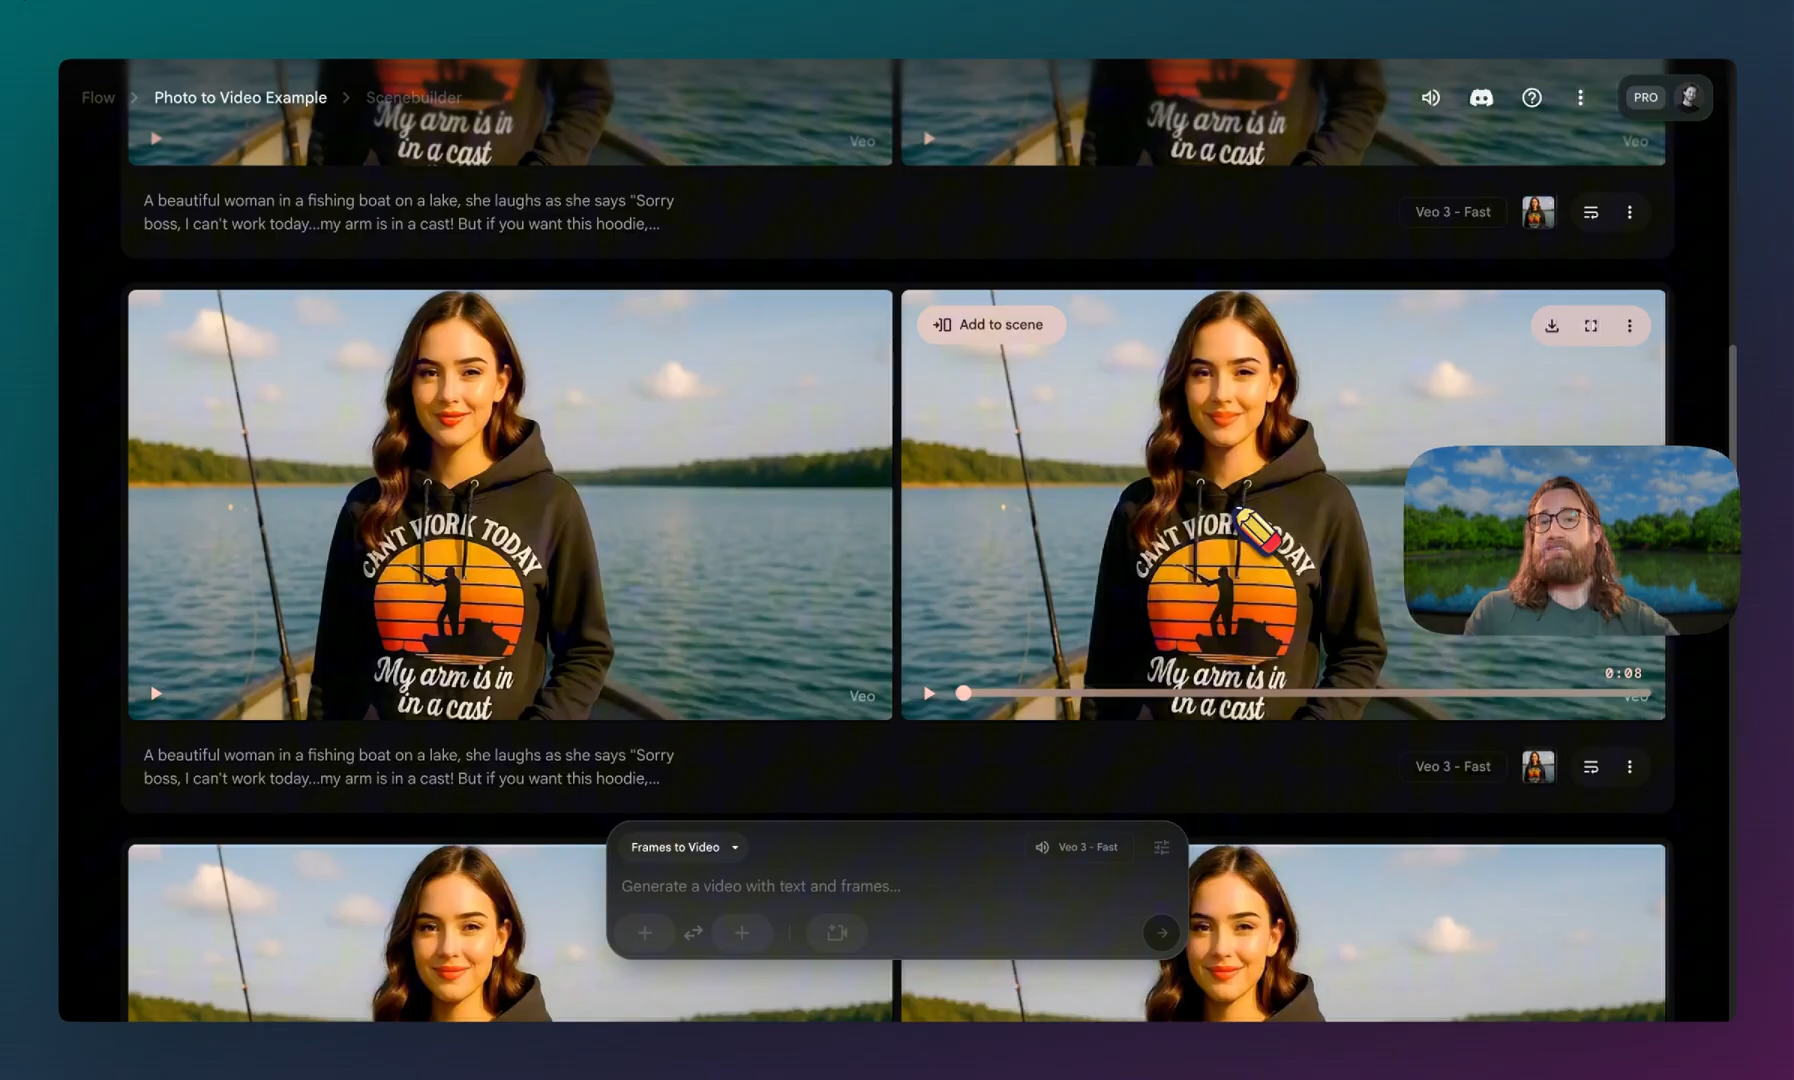 Flow > Photo to Video Example > Scenebuilder
PRO
My arm is in
in a cast
Veo
My arm is in
in a cast
Veo
A beautiful woman in a fishing boat on a lake, she laughs as she says "Sorry
boss, I can't work today...my arm is in a cast! But if you want this hoodie,...
Veo 3 - Fast
CANT WORK TODAY
My arm is in
in a cast
Veo
Add to scene
CANT WOR DAY
My arm is in
in a cast
0:08
Veo
A beautiful woman in a fishing boat on a lake, she laughs as she says "Sorry
boss, I can't work today...my arm is in a cast! But if you want this hoodie,...
Veo 3 - Fast
Frames to Video
Veo 3 - Fast
Generate a video with text and frames...